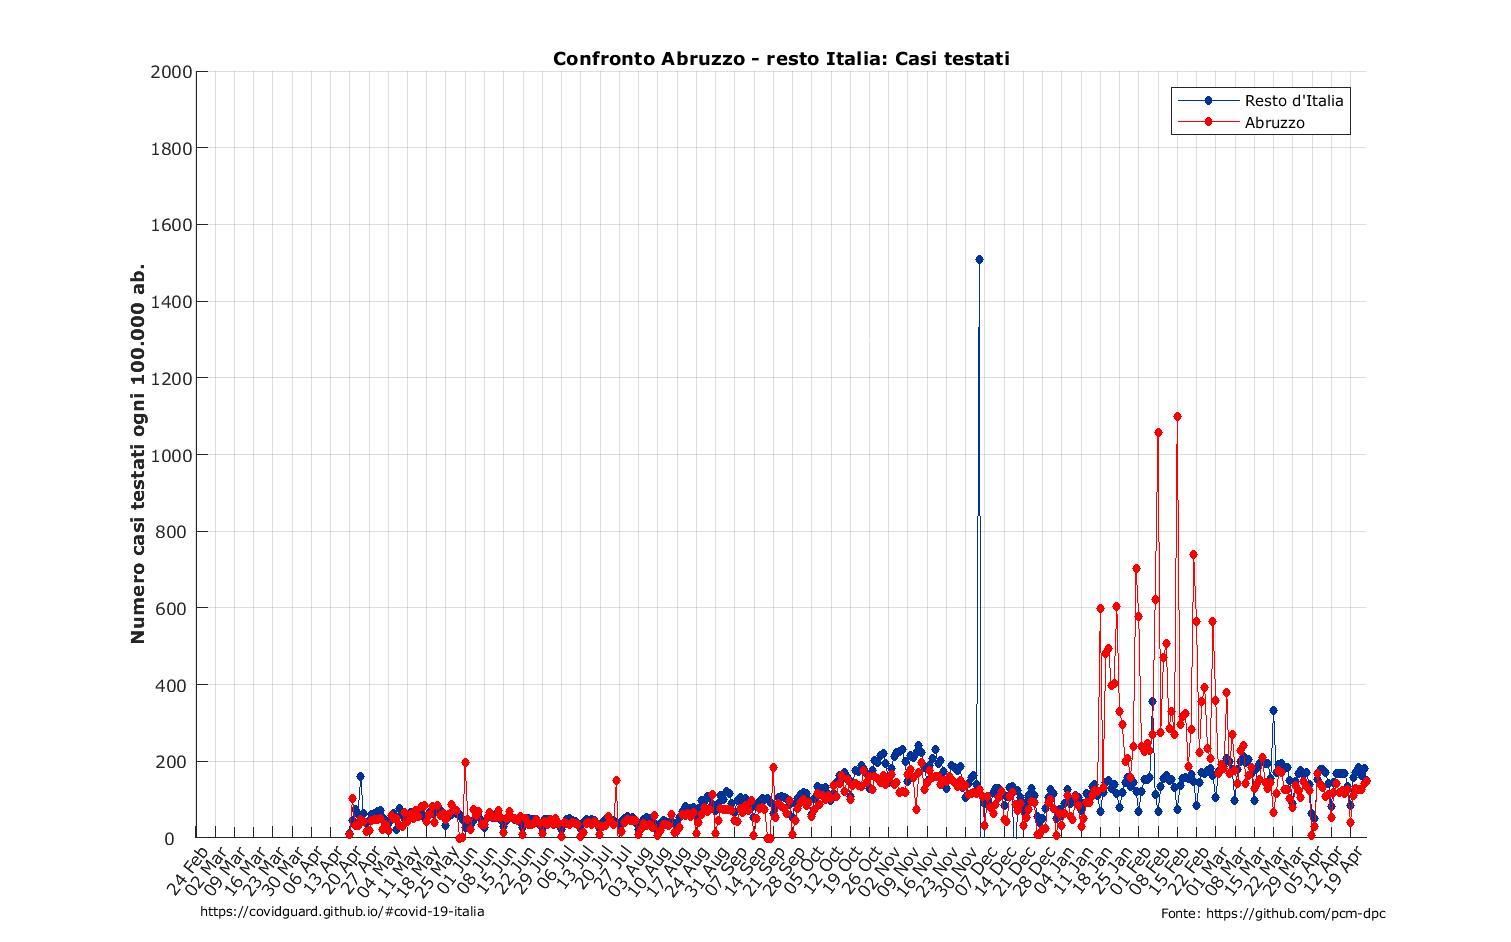 Confronto Abruzzo - resto Italia: Casi testati
Resto d'Italia
Abruzzo
Numero casi testati ogni 100.000 ab.
2000
1800
1600
1400
1200
1000
800
600
400
200
0
24 Feb
02 Mar
09 Mar
16 Mar
23 Mar
30 Mar
06 Apr
13 Apr
20 Apr
27 Apr
04 May
11 May
18 May
25 May
01 Jun
08 Jun
15 Jun
22 Jun
29 Jun
06 Jul
13 Jul
20 Jul
27 Jul
03 Aug
10 Aug
17 Aug
24 Aug
31 Aug
07 Sep
14 Sep
21 Sep
28 Sep
05 Oct
12 Oct
19 Oct
26 Oct
02 Nov
09 Nov
16 Nov
23 Nov
30 Nov
07 Dec
14 Dec
21 Dec
28 Dec
04 Jan
11 Jan
18 Jan
25 Jan
01 Feb
08 Feb
15 Feb
22 Feb
01 Mar
08 Mar
15 Mar
22 Mar
29 Mar
05 Apr
12 Apr
19 Apr
https://covidguard.github.io/#covid-19-italia
Fonte: https://github.com/pcm-dpc